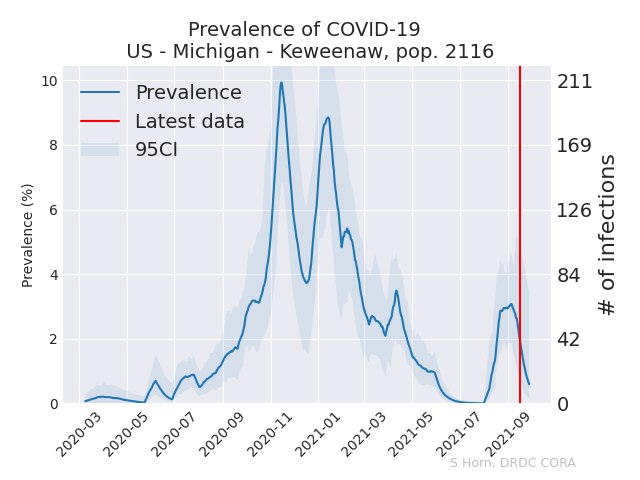 Prevalence of COVID-19
US - Michigan - Keweenaw, pop. 2116
Prevalence
Latest data
95CI
Prevalence (%)
10
8
6
4
2
0
211
169
126
84
42
0
# of infections
2020-03
2020-05
2020-07
2020-09
2020-11
2021-01
2021-03
2021-05
2021-07
2021-09
S Horn, DRDC CORA